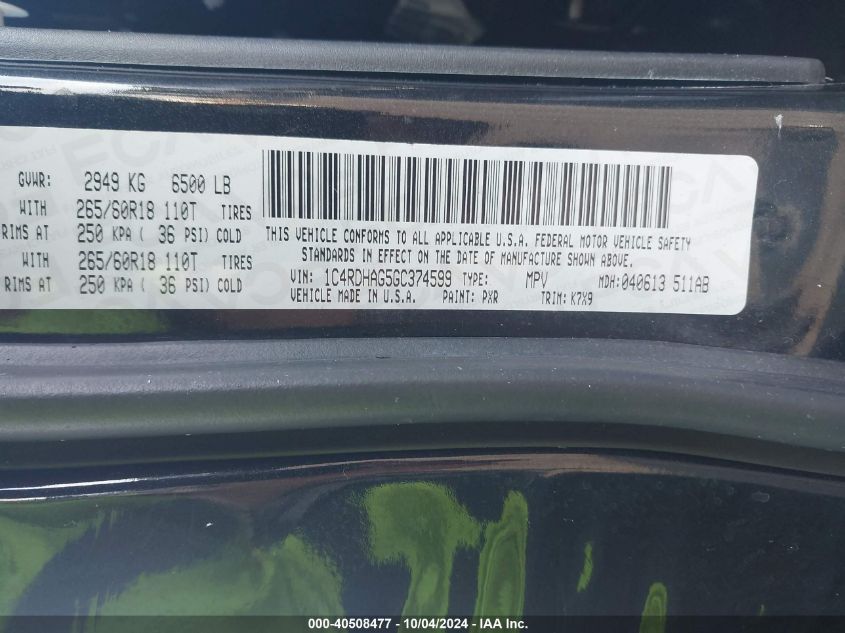 GVWR: 2949 KG 6500 LB
WITH 265/60R18 110T TIRES
RIMS AT 250 KPA ( 36 PSI) COLD
WITH 265/60R18 110T TIRES
RIMS AT 250 KPA ( 36 PSI) COLD
THIS VEHICLE CONFORMS TO ALL APPLICABLE U.S.A. FEDERAL MOTOR VEHICLE SAFETY
STANDARDS IN EFFECT ON THE DATE OF MANUFACTURE SHOWN ABOVE.
VIN: 1C4RDHAG5GC374599 TYPE: MPV MDH:040613 511AB
VEHICLE MADE IN U.S.A. PAINT: PXR TRIM: K7X9
000-40508477 - 10/04/2024 - IAA Inc.